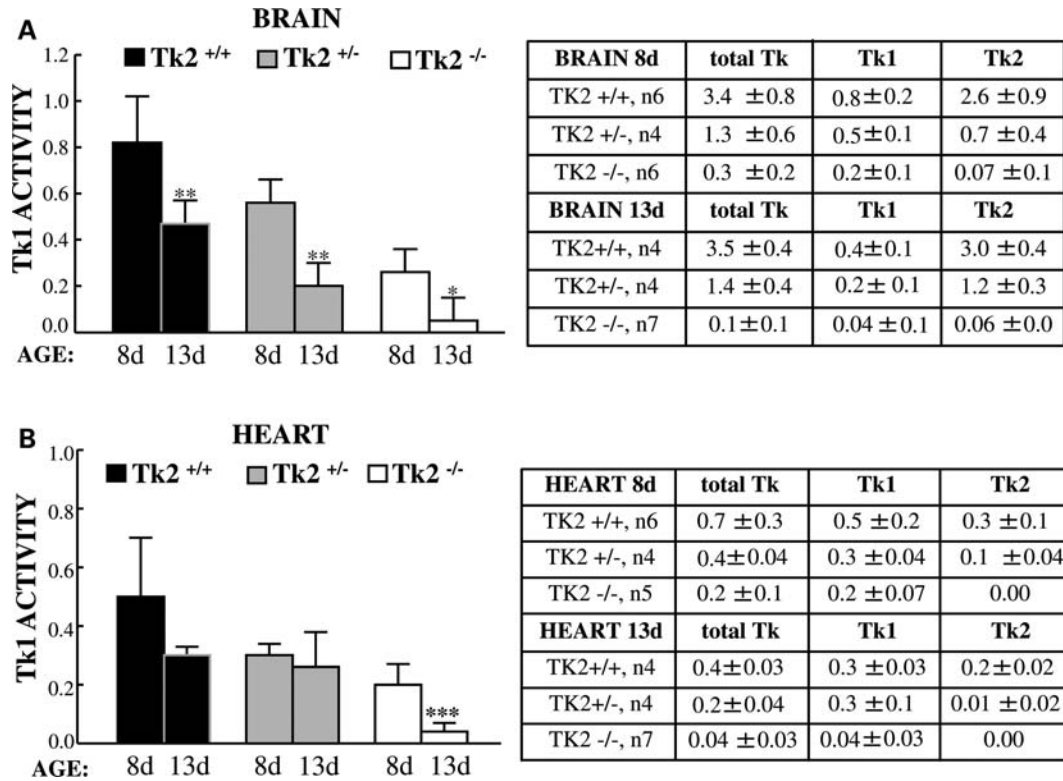 A
BRAIN
Tk2 +/+ Tk2 +/- Tk2 -/-
Tk1 ACTIVITY
1.2
1.0
0.8
0.6
0.4
0.2
0.0
** ** *
AGE: 8d 13d 8d 13d 8d 13d
BRAIN 8d total Tk Tk1 Tk2
TK2 +/+, n6 3.4 ±0.8 0.8±0.2 2.6 ±0.9
TK2 +/-, n4 1.3 ±0.6 0.5±0.1 0.7 ±0.4
TK2 -/-, n6 0.3 ±0.2 0.2±0.1 0.07 ±0.1
BRAIN 13d total Tk Tk1 Tk2
TK2+/+, n4 3.5 ±0.4 0.4±0.1 3.0 ±0.4
TK2+/-, n4 1.4 ±0.4 0.2± 0.1 1.2 ±0.3
TK2 -/-, n7 0.1±0.1 0.04 ±0.1 0.06 ±0.0
B
HEART
Tk2 +/+ Tk2 +/- Tk2 -/-
Tk1 ACTIVITY
1.0
0.8
0.6
0.4
0.2
0.0
***
AGE: 8d 13d 8d 13d 8d 13d
HEART 8d total Tk Tk1 Tk2
TK2 +/+, n6 0.7 ±0.3 0.5 ±0.2 0.3 ±0.1
TK2 +/-, n4 0.4±0.04 0.3 ±0.04 0.1 ±0.04
TK2 -/-, n5 0.2 ±0.1 0.2 ±0.07 0.00
HEART 13d total Tk Tk1 Tk2
TK2+/+, n4 0.4±0.03 0.3 ±0.03 0.2±0.02
TK2+/-, n4 0.2±0.04 0.3 ±0.1 0.01 ±0.02
TK2 -/-, n7 0.04 ±0.03 0.04±0.03 0.00